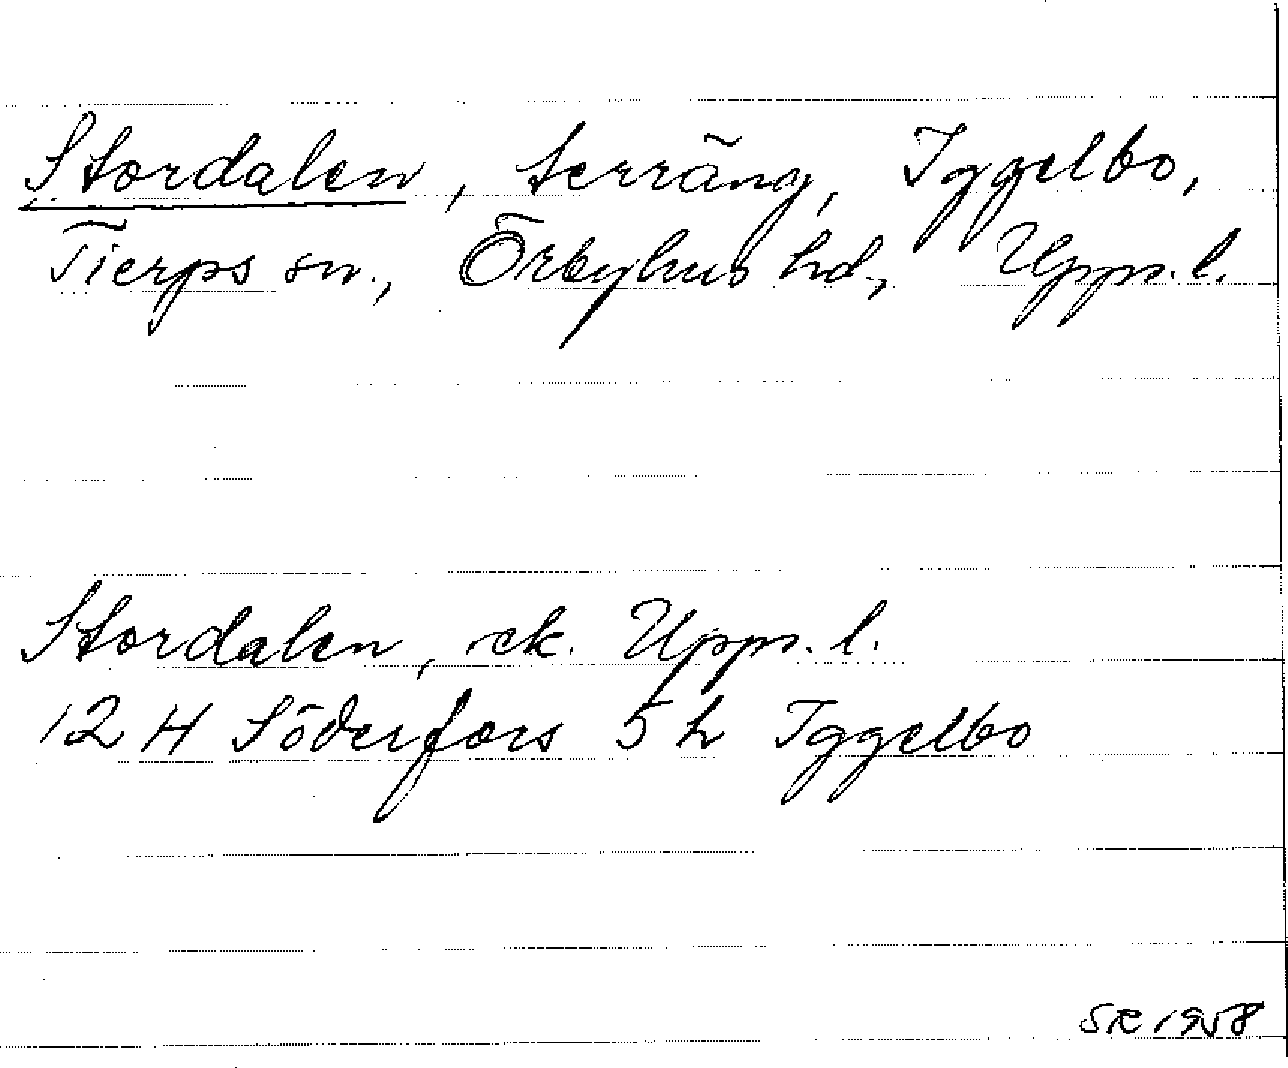 Stordalen, terräng, Iggelbo,
Tierps sn., Örbyhus hd, Upps. l.
Stordalen, ek. Upps. l.
12 H Söderfors 5 h Iggelbo
SR 1958